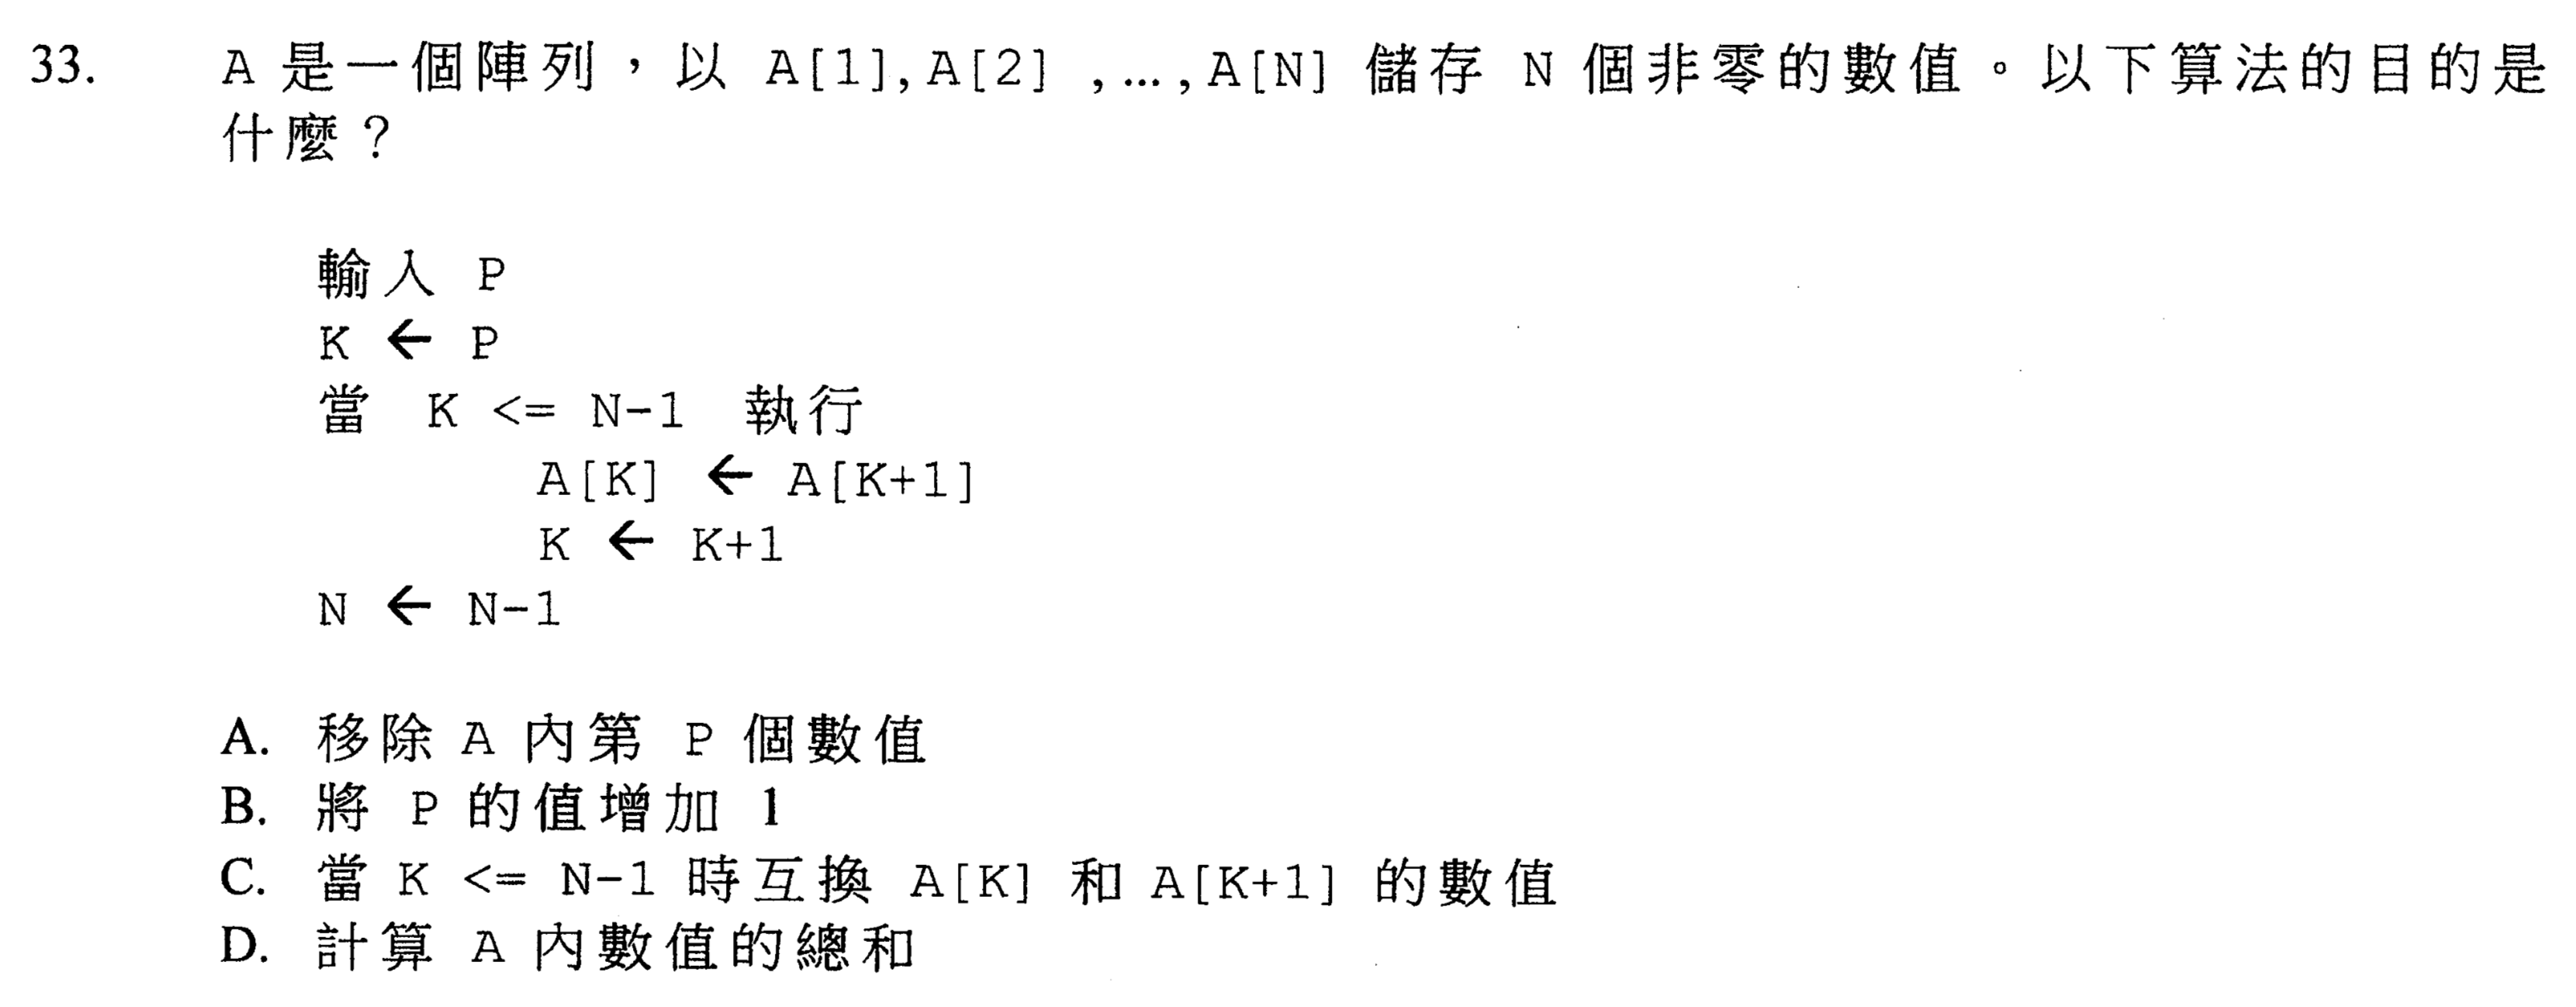 33. A 是一個陣列，以 A[1],A[2] ,…,A[N] 儲存 N 個非零的數值。以下算法的目的是
什麼？
輸入 P
K ← P
當 K <= N-1 執行
A[K] ← A[K+1]
K ← K+1
N ← N-1
A. 移除 A 內第 P 個數值
B. 將 P 的值增加 1
C. 當 K <= N-1 時互換 A[K] 和 A[K+1] 的數值
D. 計算 A 內數值的總和